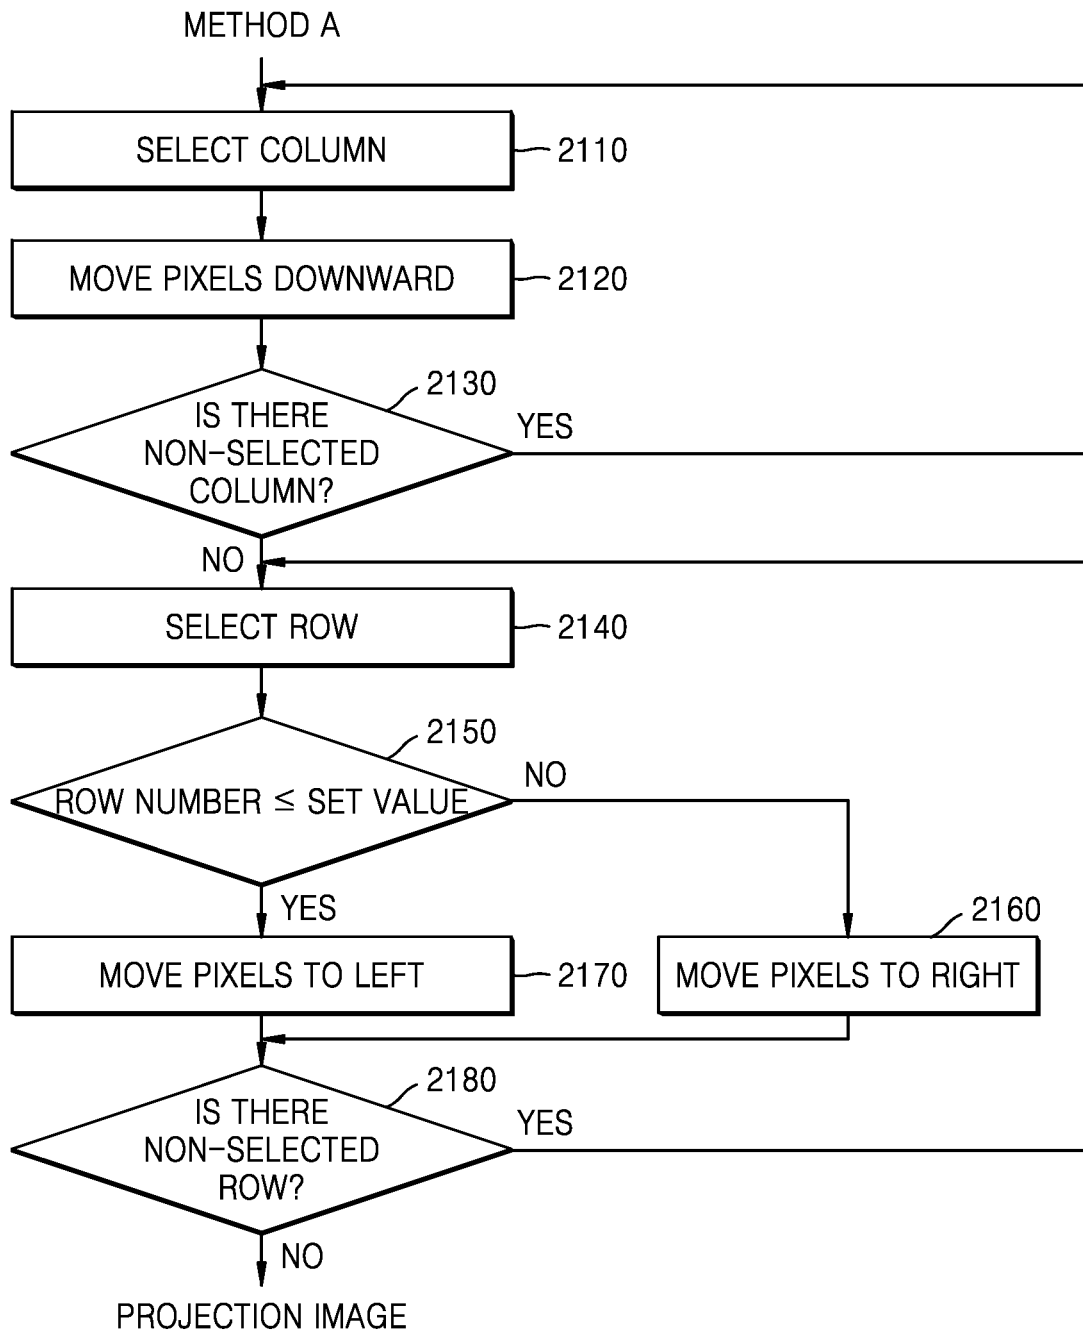 METHOD A
SELECT COLUMN
2110
MOVE PIXELS DOWNWARD
2120
2130
IS THERE
NON-SELECTED
COLUMN?
YES
NO
SELECT ROW
2140
2150
ROW NUMBER ≤ SET VALUE
NO
YES
2160
MOVE PIXELS TO LEFT
2170
MOVE PIXELS TO RIGHT
2180
IS THERE
NON-SELECTED
ROW?
YES
NO
PROJECTION IMAGE